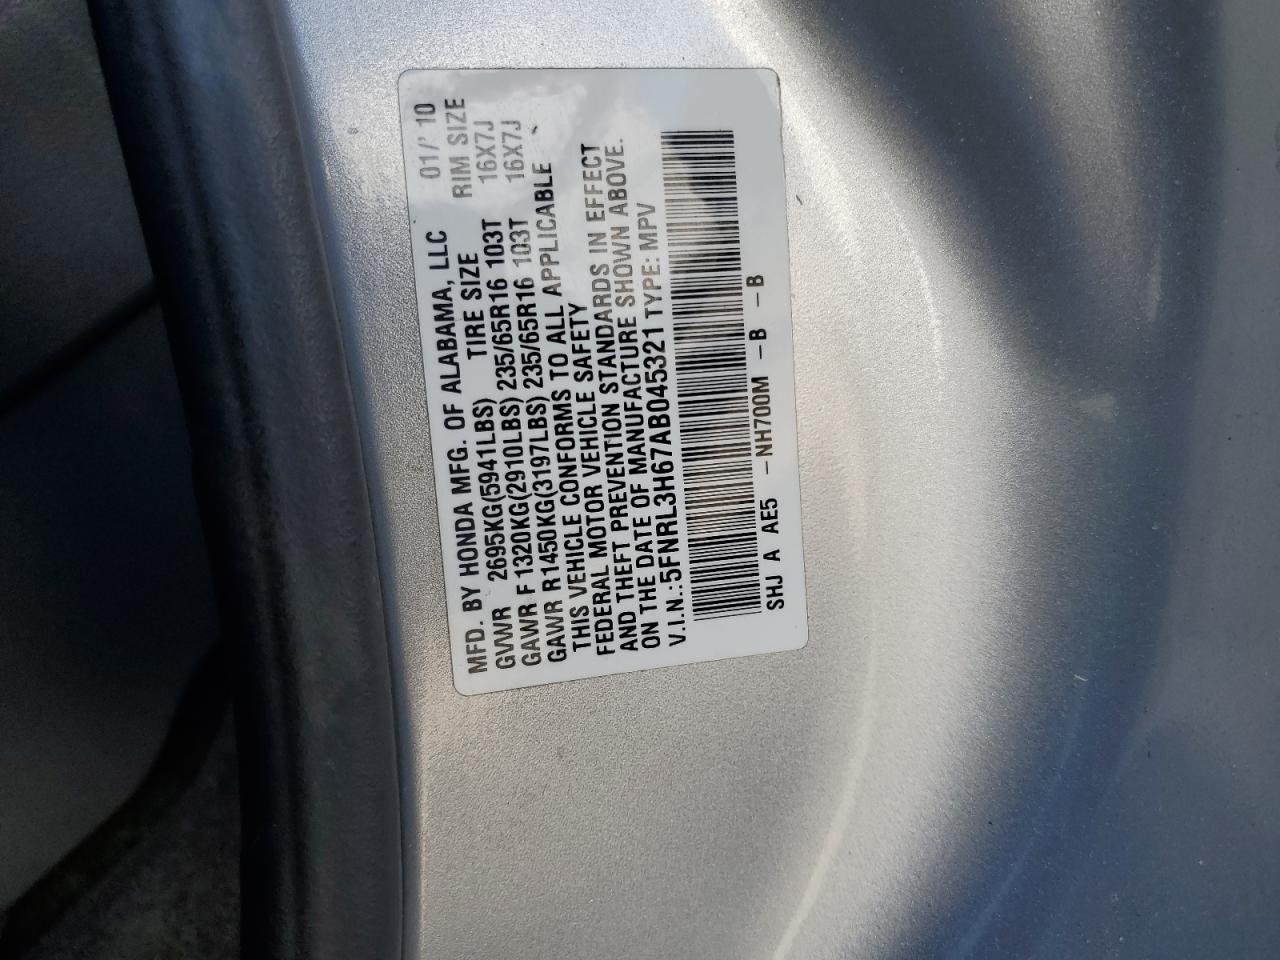 MFD. BY HONDA MFG. OF ALABAMA, LLC 01/'10
GVWR 2695KG(5941LBS) TIRE SIZE RIM SIZE
GAWR F 1320KG(2910LBS) 235/65R16 103T 16X7J
GAWR R1450KG(3197LBS) 235/65R16 103T 16X7J
THIS VEHICLE CONFORMS TO ALL APPLICABLE
FEDERAL MOTOR VEHICLE SAFETY
AND THEFT PREVENTION STANDARDS IN EFFECT
ON THE DATE OF MANUFACTURE SHOWN ABOVE.
V.I.N.:5FNRL3H67AB045321 TYPE: MPV
SHJ A AE5 -NH700M -B -B